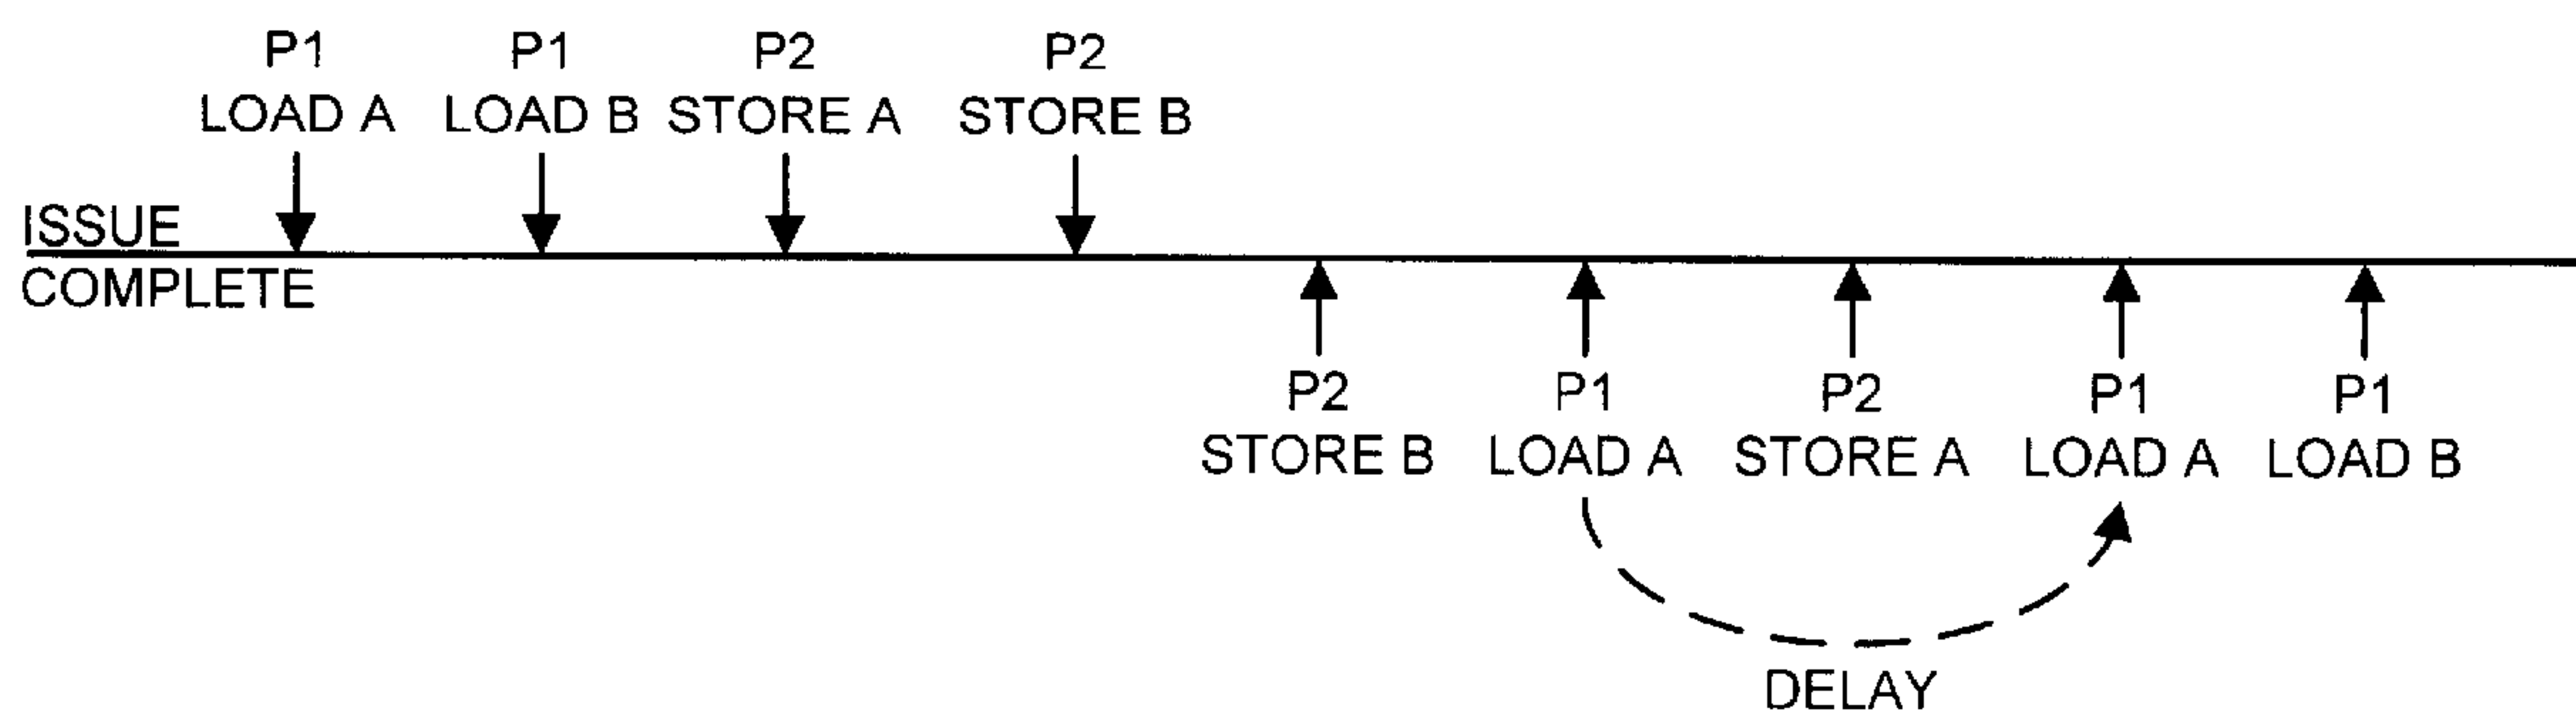 P1 P1 P2 P2
LOAD A LOAD B STORE A STORE B
ISSUE
COMPLETE
P2 P1 P2 P1 P1
STORE B LOAD A STORE A LOAD A LOAD B
DELAY